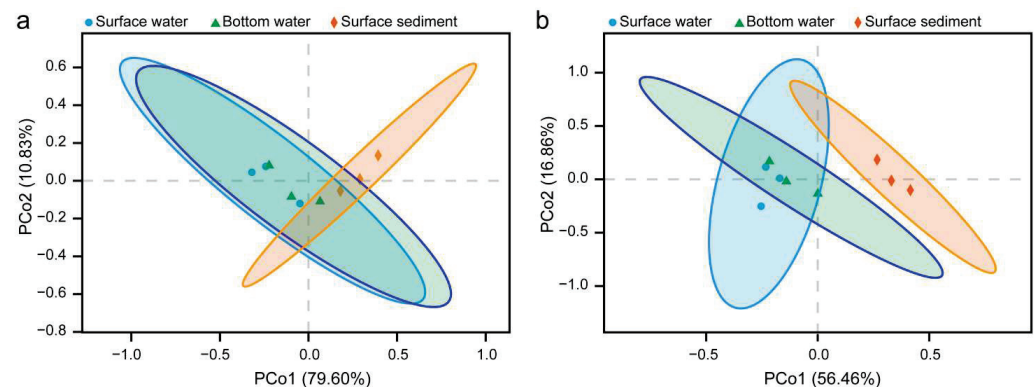 a
Surface water
Bottom water
Surface sediment
PCo2 (10.83%)
0.6
0.4
0.2
0.0
−0.2
−0.4
−0.6
−0.8
−1.0
−0.5
0.0
0.5
1.0
PCo1 (79.60%)
b
Surface water
Bottom water
Surface sediment
PCo2 (16.86%)
1.0
0.5
0.0
−0.5
−1.0
−0.5
0.0
0.5
PCo1 (56.46%)